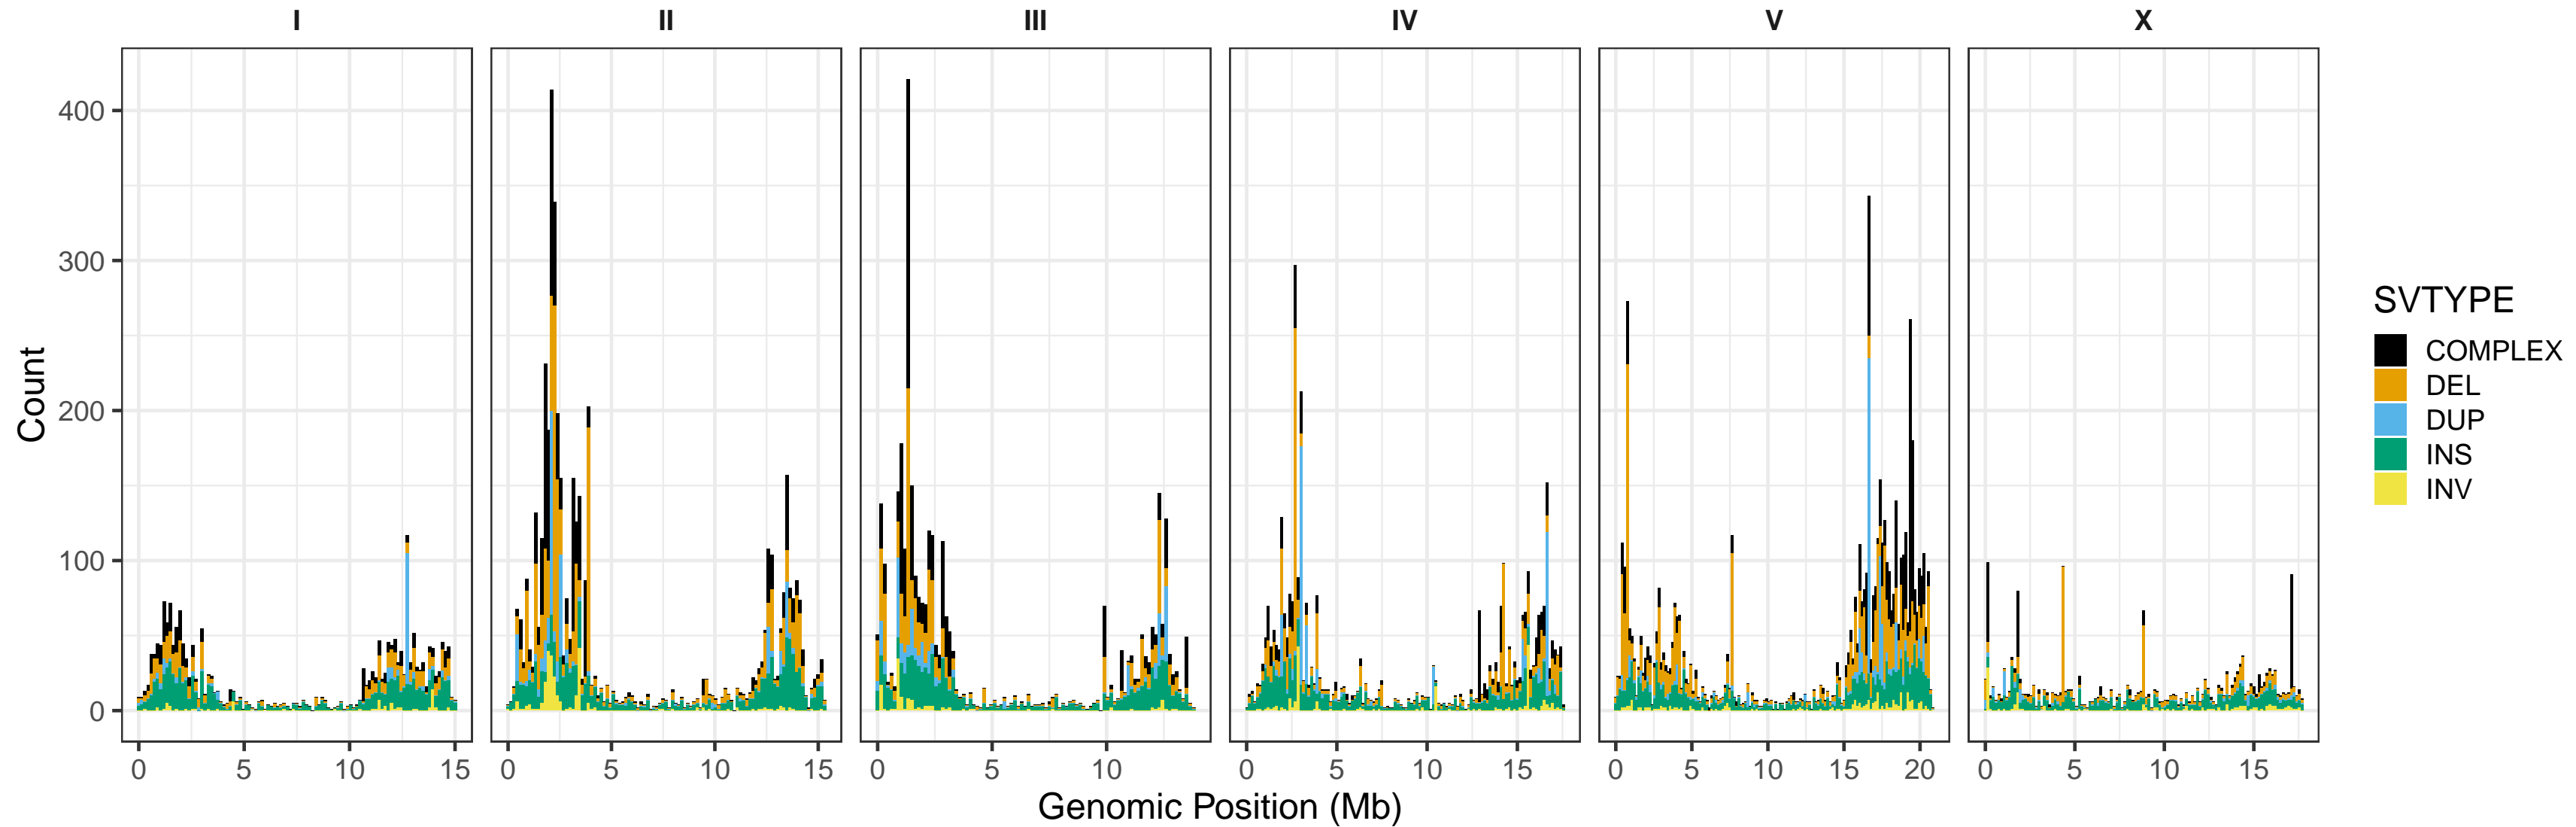 I II III IV V X
400
300
200
100
0
Count
0 5 10 15 0 5 10 15 0 5 10 0 5 10 15 0 5 10 15 20 0 5 10 15
Genomic Position (Mb)
SVTYPE
COMPLEX
DEL
DUP
INS
INV